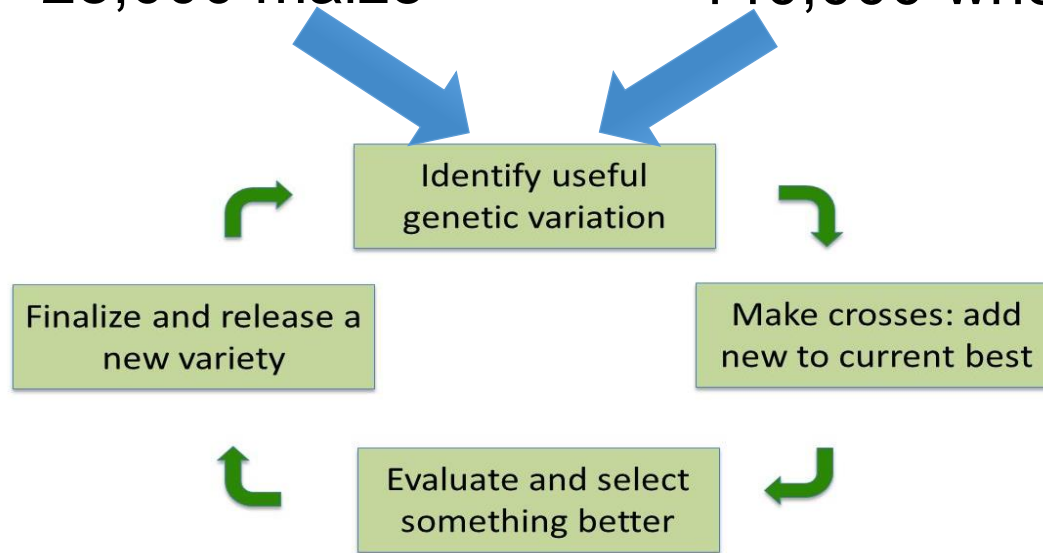 maize
Identify useful
genetic variation
Finalize and release a
new variety
Make crosses: add
new to current best
Evaluate and select
something better